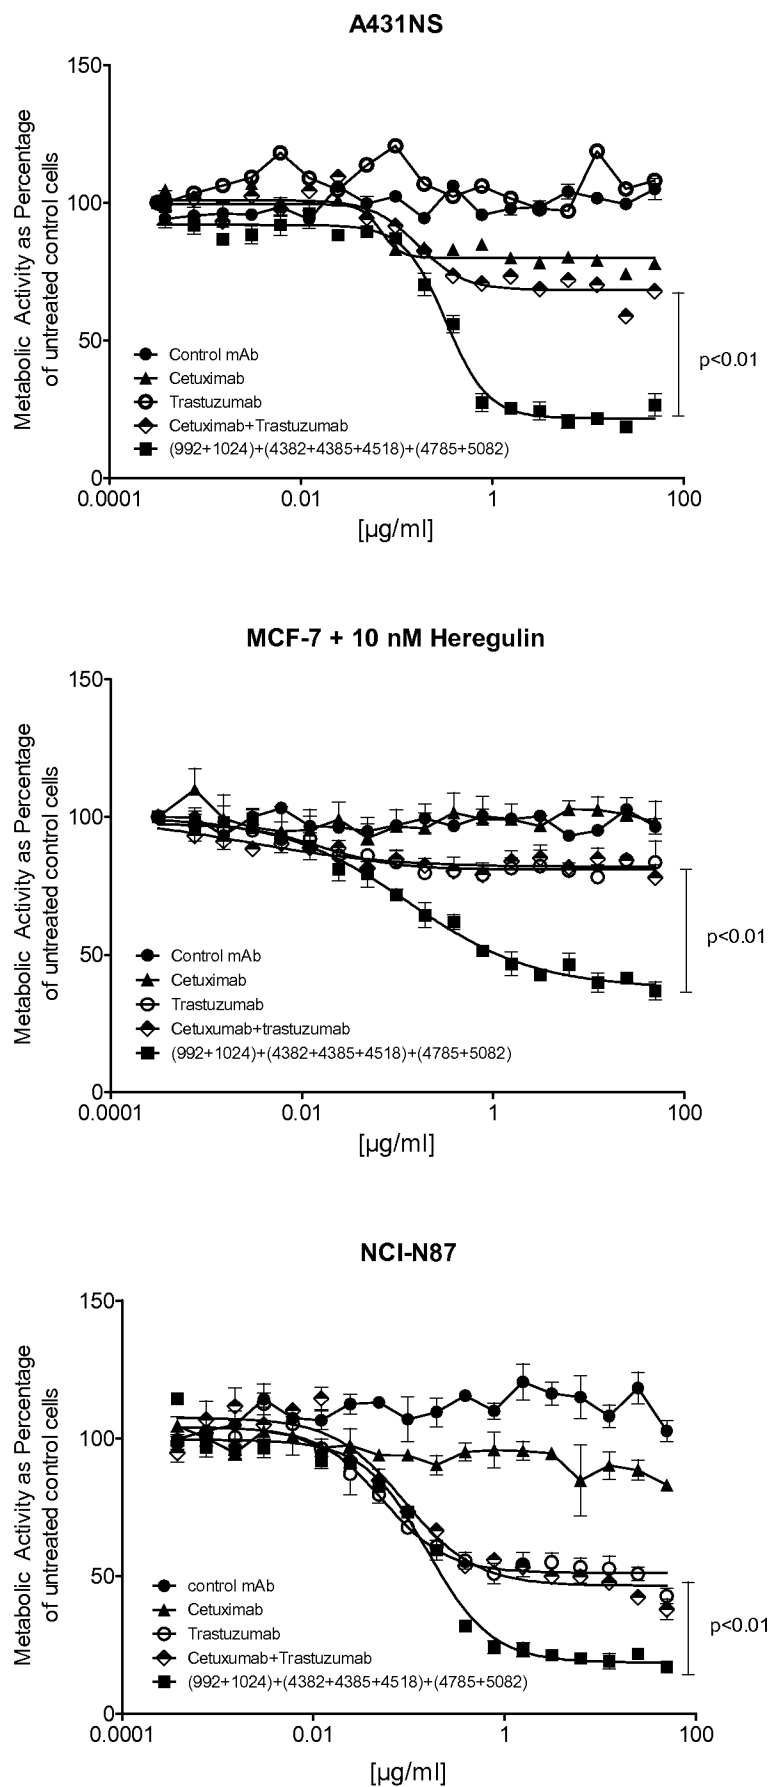 A431NS
Metabolic Activity as Percentage
of untreated control cells
150
100
50
0
Control mAb
Cetuximab
Trastuzumab
Cetuximab+Trastuzumab
(992+1024)+(4382+4385+4518)+(4785+5082)
p<0.01
0.0001
0.01
1
100
[µg/ml]
MCF-7 + 10 nM Heregulin
Metabolic Activity as Percentage
of untreated control cells
150
100
50
0
Control mAb
Cetuximab
Trastuzumab
Cetuxumab+trastuzumab
(992+1024)+(4382+4385+4518)+(4785+5082)
p<0.01
0.0001
0.01
1
100
[µg/ml]
NCI-N87
Metabolic Activity as Percentage
of untreated control cells
150
100
50
0
control mAb
Cetuximab
Trastuzumab
Cetuxumab+Trastuzumab
(992+1024)+(4382+4385+4518)+(4785+5082)
p<0.01
0.0001
0.01
1
100
[µg/ml]